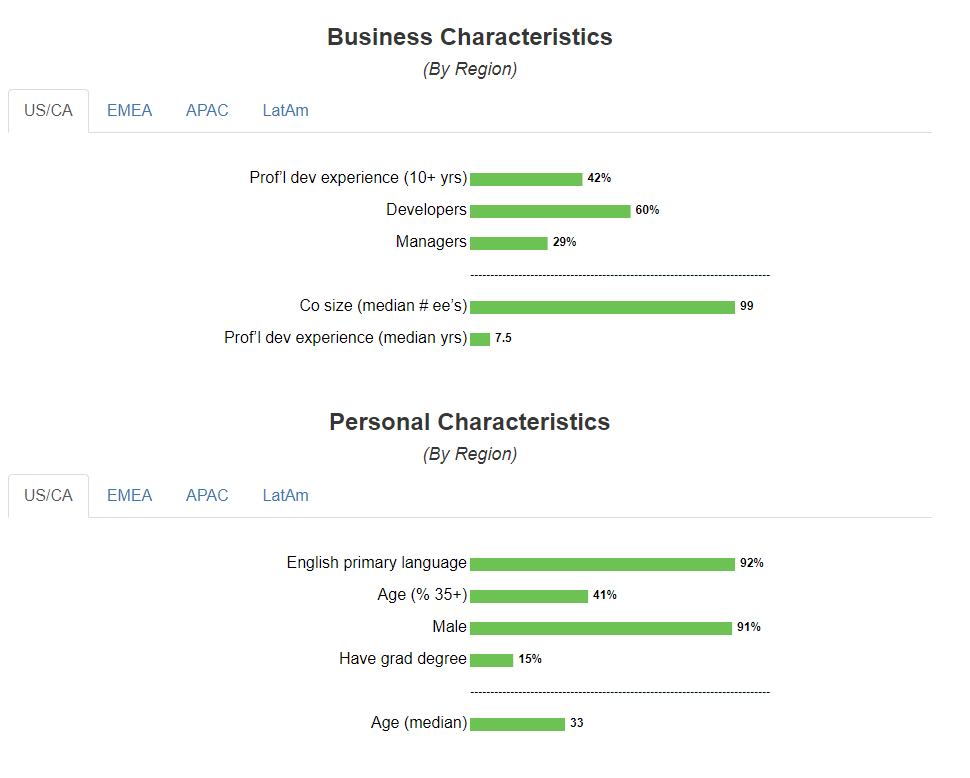 Business Characteristics
(By Region)
US/CA EMEA APAC LatAm
Prof’l dev experience (10+ yrs) 42%
Developers 60%
Managers 29%
---------------------------------------------------------------------------
Co size (median # ee’s) 99
Prof’l dev experience (median yrs) 7.5
Personal Characteristics
(By Region)
US/CA EMEA APAC LatAm
English primary language 92%
Age (% 35+) 41%
Male 91%
Have grad degree 15%
---------------------------------------------------------------------------
Age (median) 33